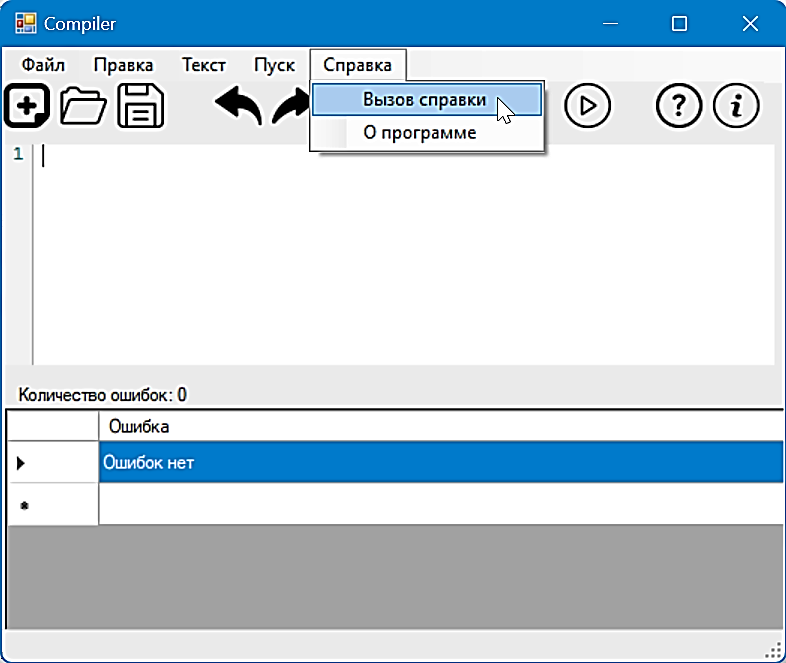 Compiler
Файл Правка Текст Пуск Справка
Вызов справки
О программе
1
Количество ошибок: 0
Ошибка
Ошибок нет